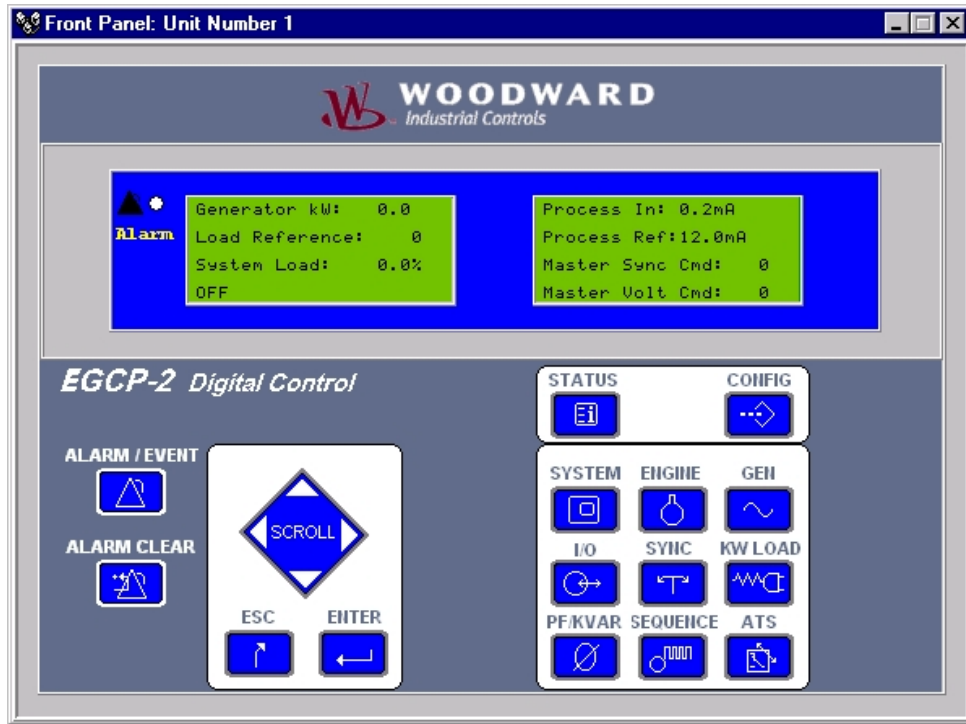 Front Panel: Unit Number 1
WOODWARD
Industrial Controls
Alarm
Generator kW: 0.0
Load Reference: 0
System Load: 0.0%
OFF
Process In: 0.2mA
Process Ref:12.0mA
Master Sync Cmd: 0
Master Volt Cmd: 0
EGCP-2 Digital Control
STATUS CONFIG
ALARM / EVENT
ALARM CLEAR
SCROLL
ESC ENTER
SYSTEM ENGINE GEN
I/O SYNC KW LOAD
PF/KVAR SEQUENCE ATS